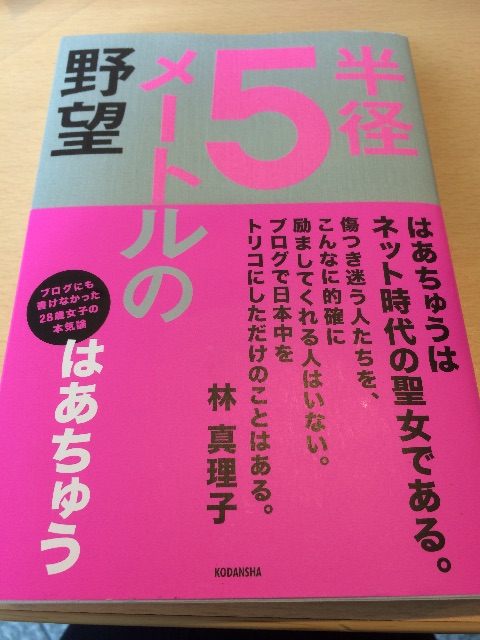 半径
5
メートルの
野望
はあちゅうは
ネット時代の聖女である。
傷つき迷う人たちを、
こんなに的確に
励ましてくれる人はいない。
ブログで日本中を
トリコにしただけのことはある。
林 真理子
ブログにも
書けなかった
28歳女子の
本気論
はあちゅう
KODANSHA